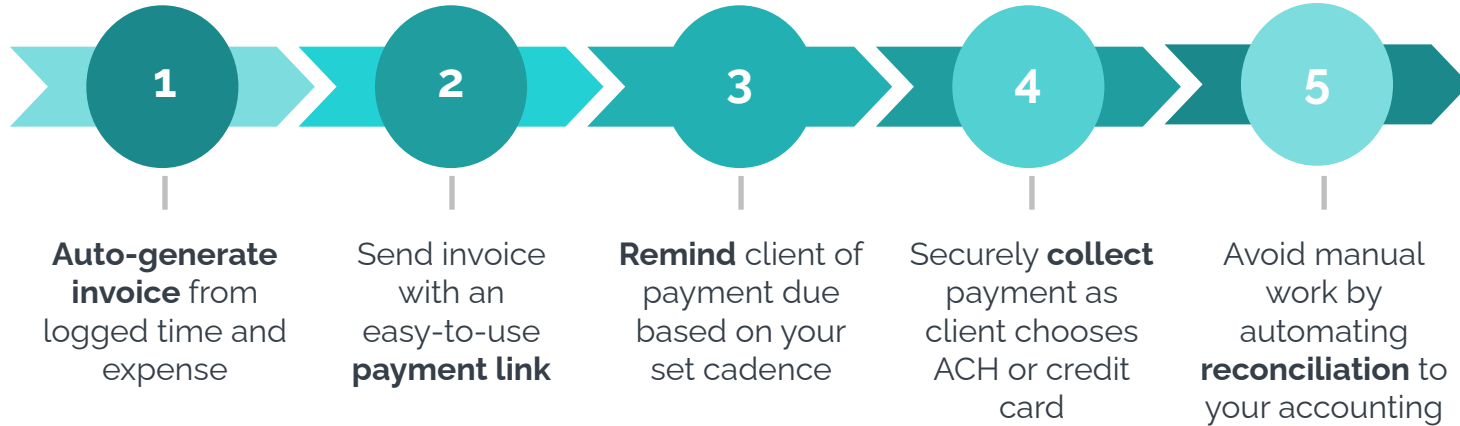 1
Auto-generate
invoice from
logged time and
expense
2
Send invoice
with an
easy-to-use
payment link
3
Remind client of
payment due
based on your
set cadence
4
Securely collect
payment as
client chooses
ACH or credit
card
5
Avoid manual
work by
automating
reconciliation to
your accounting